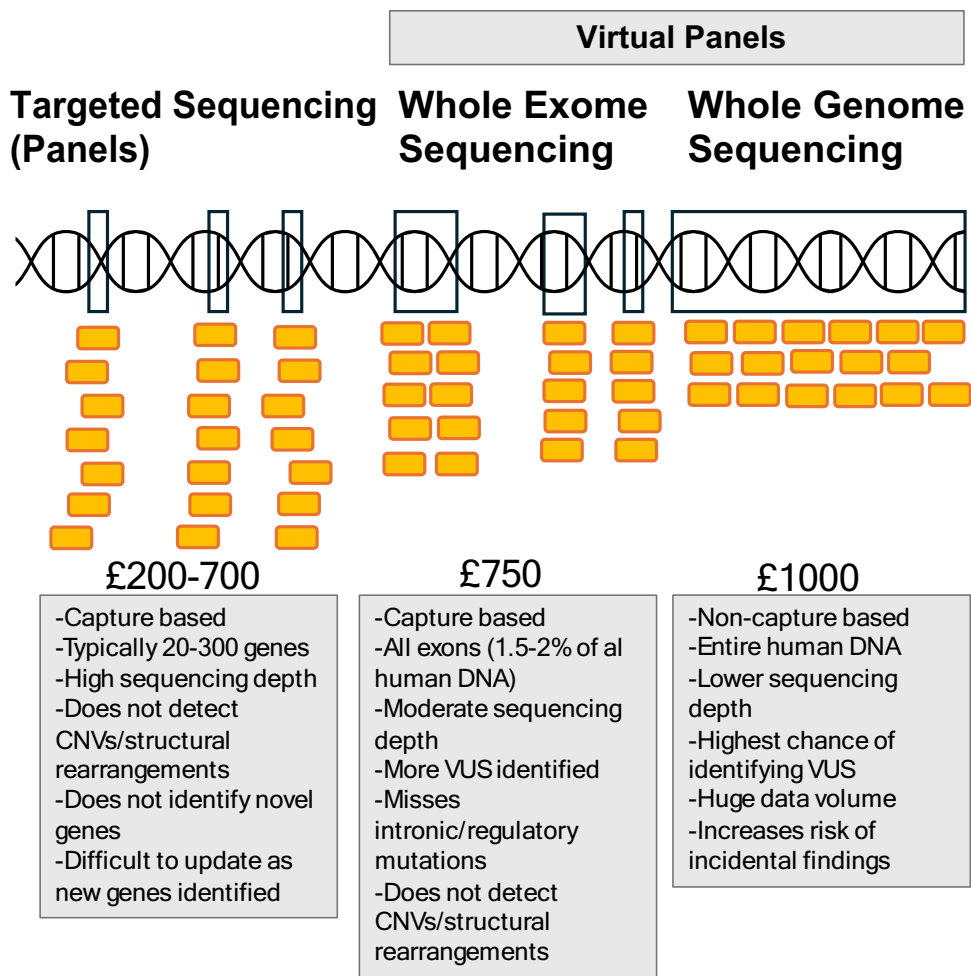 Virtual Panels
Targeted Sequencing
(Panels)
Whole Exome
Sequencing
Whole Genome
Sequencing
£200-700
-Capture based
-Typically 20-300 genes
-High sequencing depth
-Does not detect
CNVs/structural
rearrangements
-Does not identify novel
genes
-Difficult to update as
new genes identified
£750
-Capture based
-All exons (1.5-2% of al
human DNA)
-Moderate sequencing
depth
-More VUS identified
-Misses
intronic/regulatory
mutations
-Does not detect
CNVs/structural
rearrangements
£1000
-Non-capture based
-Entire human DNA
-Lower sequencing
depth
-Highest chance of
identifying VUS
-Huge data volume
-Increases risk of
incidental findings